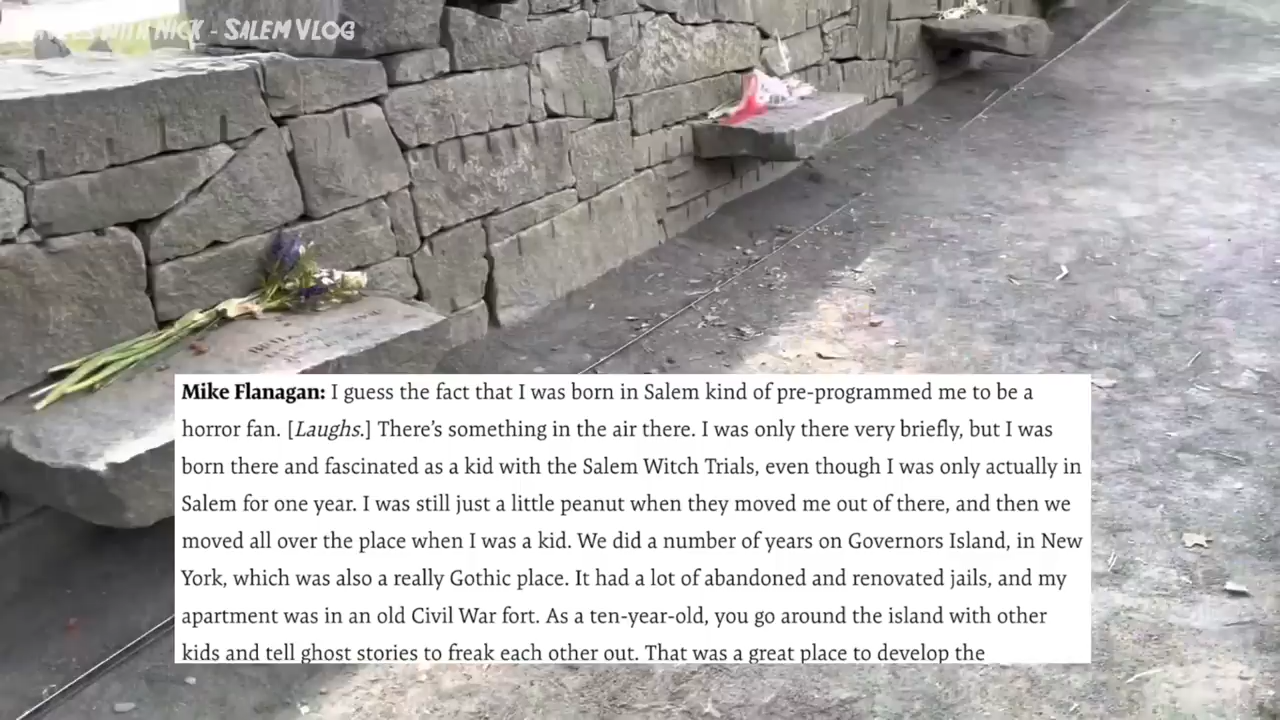 WITH NICK - SALEM VLOG
Mike Flanagan: I guess the fact that I was born in Salem kind of pre-programmed me to be a
horror fan. [Laughs.] There’s something in the air there. I was only there very briefly, but I was
born there and fascinated as a kid with the Salem Witch Trials, even though I was only actually in
Salem for one year. I was still just a little peanut when they moved me out of there, and then we
moved all over the place when I was a kid. We did a number of years on Governors Island, in New
York, which was also a really Gothic place. It had a lot of abandoned and renovated jails, and my
apartment was in an old Civil War fort. As a ten-year-old, you go around the island with other
kids and tell ghost stories to freak each other out. That was a great place to develop the